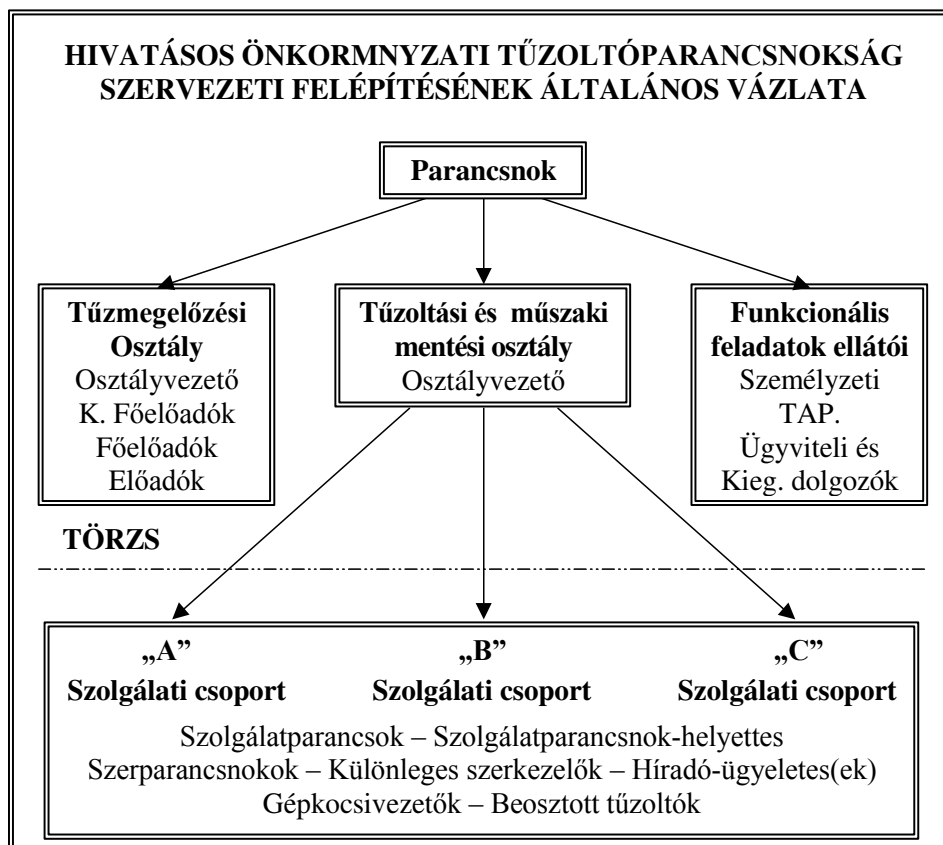 HIVATÁSOS ÖNKORMNYZATI TŰZOLTÓPARANCSNOKSÁG
SZERVEZETI FELÉPÍTÉSÉNEK ÁLTALÁNOS VÁZLATA
Parancsnok
Tűzmegelőzési
Osztály
Osztályvezető
K. Főelőadók
Főelőadók
Előadók
Tűzoltási és műszaki
mentési osztály
Osztályvezető
Funkcionális
feladatok ellátói
Személyzeti
TAP.
Ügyviteli és
Kieg. dolgozók
TÖRZS
„A”
Szolgálati csoport
„B”
Szolgálati csoport
„C”
Szolgálati csoport
Szolgálatparancsok – Szolgálatparancsnok-helyettes
Szerparancsnokok – Különleges szerkezelők – Híradó-ügyeletes(ek)
Gépkocsivezetők – Beosztott tűzoltók